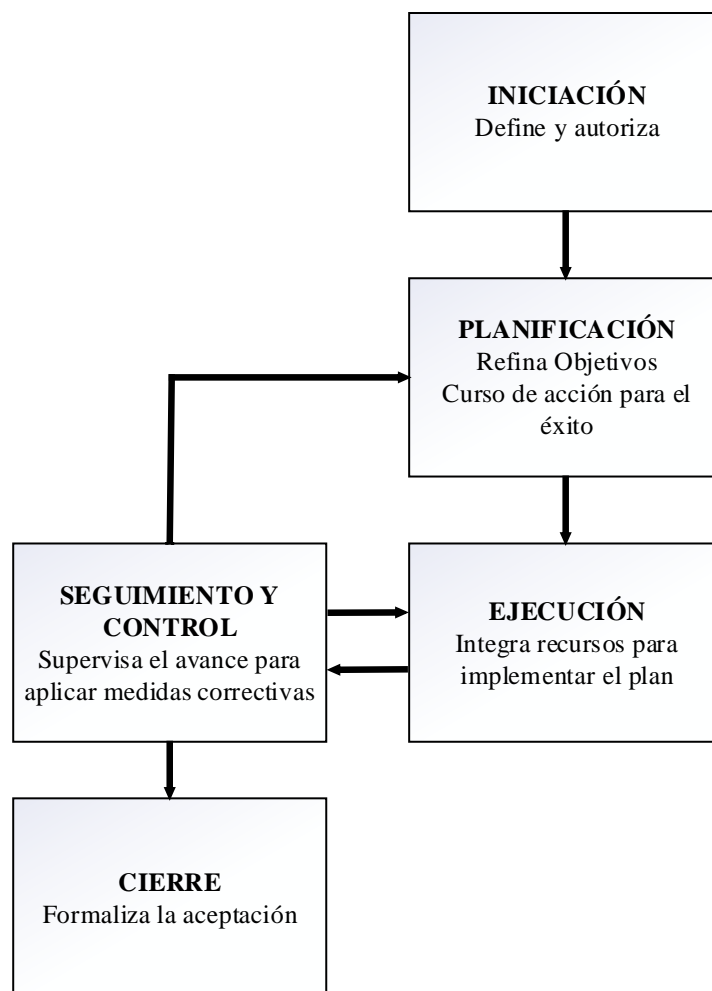 INICIACIÓN
Define y autoriza
PLANIFICACIÓN
Refina Objetivos
Curso de acción para el
éxito
SEGUIMIENTO Y
CONTROL
Supervisa el avance para
aplicar medidas correctivas
EJECUCIÓN
Integra recursos para
implementar el plan
CIERRE
Formaliza la aceptación